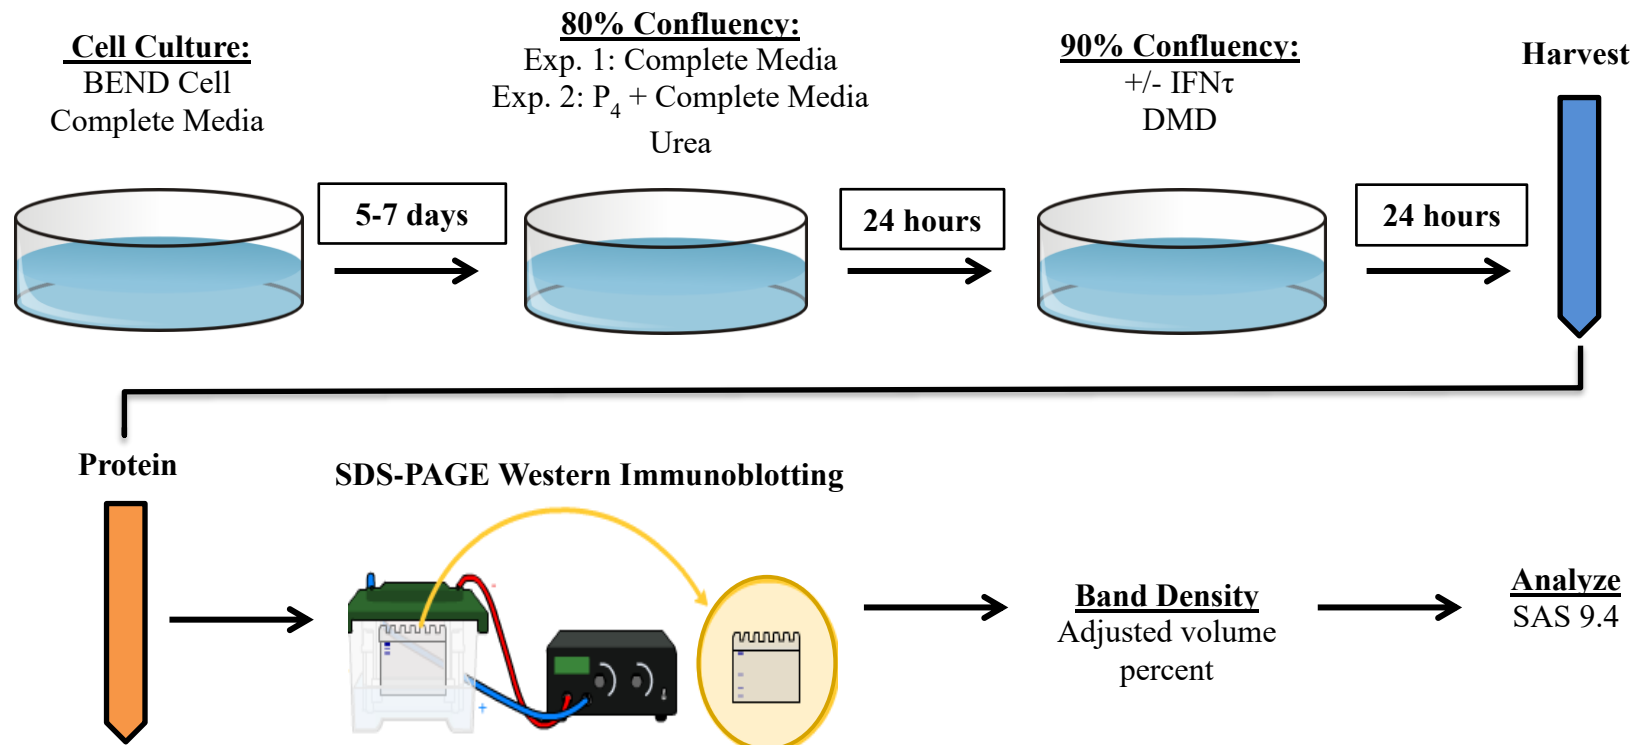 Cell Culture:
BEND Cell
Complete Media
5-7 days
80% Confluency:
Exp. 1: Complete Media
Exp. 2: P4 + Complete Media
Urea
24 hours
90% Confluency:
+/- IFNτ
DMD
24 hours
Harvest
Protein
SDS-PAGE Western Immunoblotting
-
+
Band Density
Adjusted volume
percent
Analyze
SAS 9.4